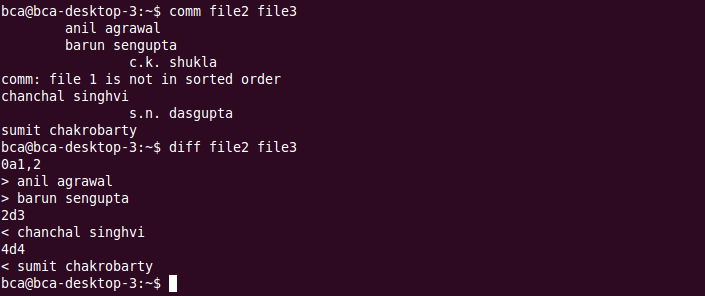 bca@bca-desktop-3:~$ comm file2 file3
        anil agrawal
        barun sengupta
                c.k. shukla
comm: file 1 is not in sorted order
chanchal singhvi
                s.n. dasgupta
sumit chakrobarty
bca@bca-desktop-3:~$ diff file2 file3
0a1,2
> anil agrawal
> barun sengupta
2d3
< chanchal singhvi
4d4
< sumit chakrobarty
bca@bca-desktop-3:~$